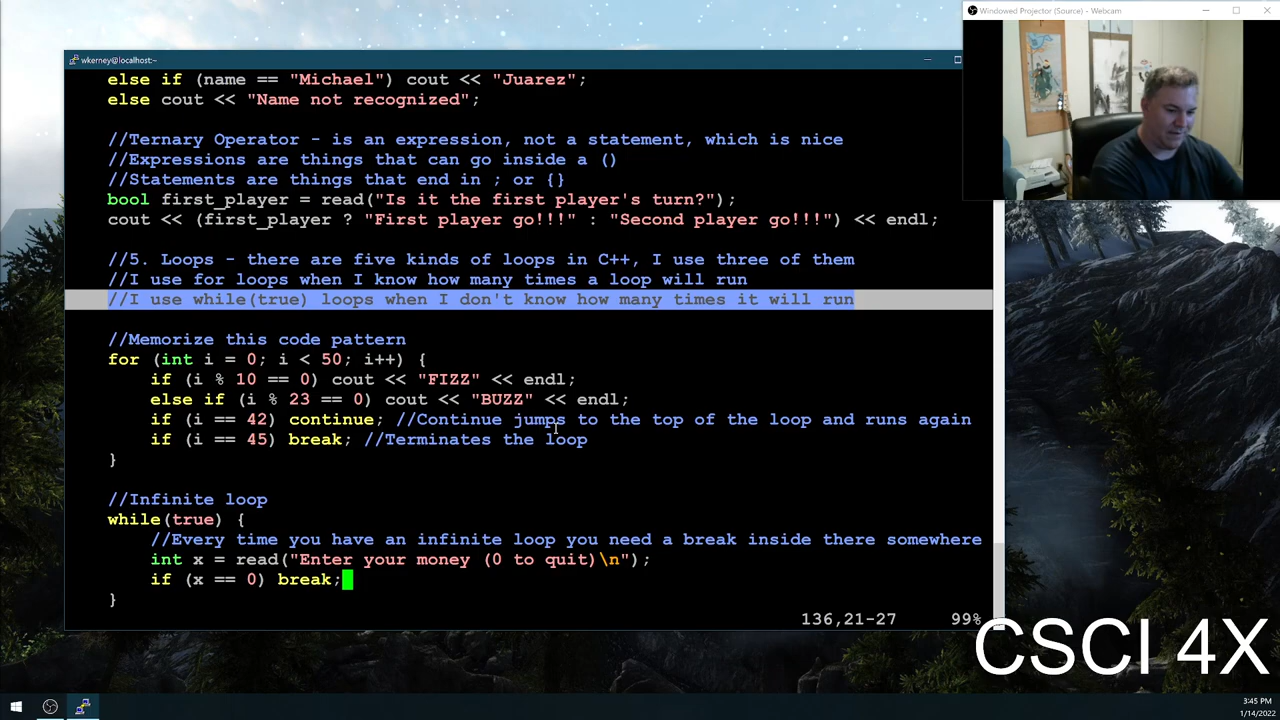 Windowed Projector (Source) - Webcam
wkerney@localhost:~
else if (name == "Michael") cout << "Juarez";
else cout << "Name not recognized";
//Ternary Operator - is an expression, not a statement, which is nice
//Expressions are things that can go inside a ()
//Statements are things that end in ; or {}
bool first_player = read("Is it the first player's turn?");
cout << (first_player ? "First player go!!!" : "Second player go!!!") << endl;
//5. Loops - there are five kinds of loops in C++, I use three of them
//I use for loops when I know how many times a loop will run
//I use while(true) loops when I don't know how many times it will run
//Memorize this code pattern
for (int i = 0; i < 50; i++) {
if (i % 10 == 0) cout << "FIZZ" << endl;
else if (i % 23 == 0) cout << "BUZZ" << endl;
if (i == 42) continue; //Continue jumps to the top of the loop and runs again
if (i == 45) break; //Terminates the loop
}
//Infinite loop
while(true) {
//Every time you have an infinite loop you need a break inside there somewhere
int x = read("Enter your money (0 to quit)\n");
if (x == 0) break;
}
136,21-27 99%
CSCI 4X
3:45 PM
1/14/2022